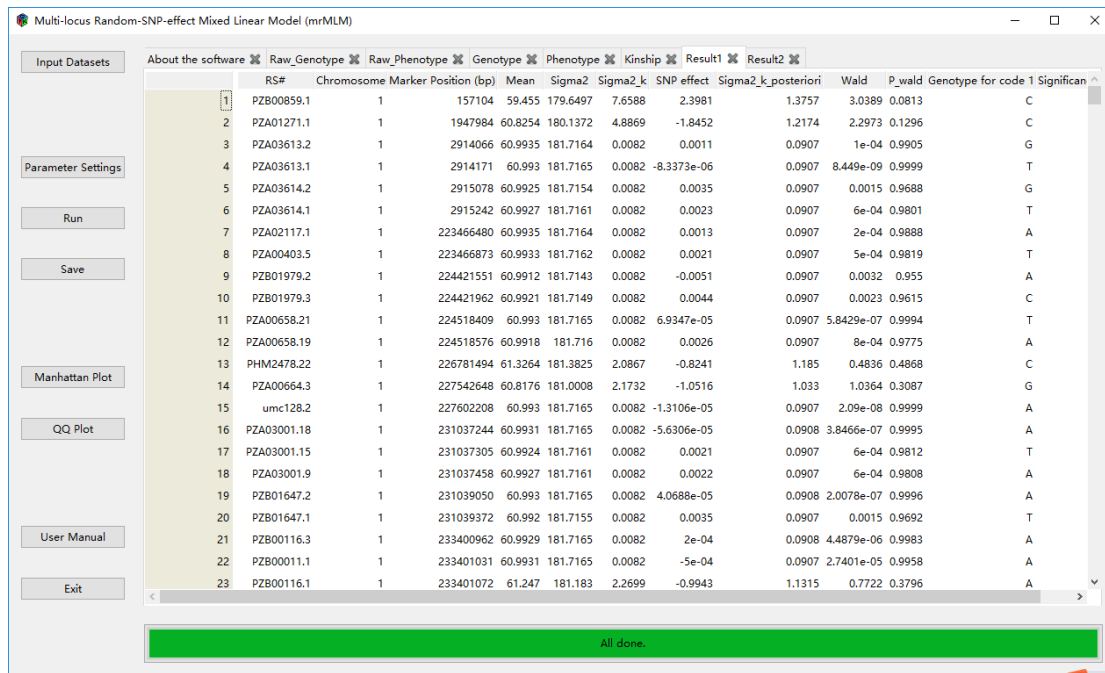 Multi-locus Random-SNP-effect Mixed Linear Model (mrMLM)
Input Datasets
Parameter Settings
Run
Save
Manhattan Plot
QQ Plot
User Manual
Exit
About the software Raw_Genotype Raw_Phenotype Genotype Phenotype Kinship Result1 Result2
RS# Chromosome Marker Position (bp) Mean Sigma2 Sigma2_k SNP effect Sigma2_k_posteriori Wald P_wald Genotype for code 1 Significan
1 PZB00859.1 1 157104 59.455 179.6497 7.6588 2.3981 1.3757 3.0389 0.0813 C
2 PZA01271.1 1 1947984 60.8254 180.1372 4.8869 -1.8452 1.2174 2.2973 0.1296 C
3 PZA03613.2 1 2914066 60.9935 181.7164 0.0082 0.0011 0.0907 1e-04 0.9905 G
4 PZA03613.1 1 2914171 60.993 181.7165 0.0082 -8.3373e-06 0.0907 8.449e-09 0.9999 T
5 PZA03614.2 1 2915078 60.9925 181.7154 0.0082 0.0035 0.0907 0.0015 0.9688 G
6 PZA03614.1 1 2915242 60.9927 181.7161 0.0082 0.0023 0.0907 6e-04 0.9801 T
7 PZA02117.1 1 223466480 60.9935 181.7164 0.0082 0.0013 0.0907 2e-04 0.9888 A
8 PZA00403.5 1 223466873 60.9933 181.7162 0.0082 0.0021 0.0907 5e-04 0.9819 T
9 PZB01979.2 1 224421551 60.9912 181.7143 0.0082 -0.0051 0.0907 0.0032 0.955 A
10 PZB01979.3 1 224421962 60.9921 181.7149 0.0082 0.0044 0.0907 0.0023 0.9615 C
11 PZA00658.21 1 224518409 60.993 181.7165 0.0082 6.9347e-05 0.0907 5.8429e-07 0.9994 T
12 PZA00658.19 1 224518576 60.9918 181.716 0.0082 0.0026 0.0907 8e-04 0.9775 A
13 PHM2478.22 1 226781494 61.3264 181.3825 2.0867 -0.8241 1.185 0.4836 0.4868 C
14 PZA00664.3 1 227542648 60.8176 181.0008 2.1732 -1.0516 1.033 1.0364 0.3087 G
15 umc128.2 1 227602208 60.993 181.7165 0.0082 -1.3106e-05 0.0907 2.09e-08 0.9999 A
16 PZA03001.18 1 231037244 60.9931 181.7165 0.0082 -5.6306e-05 0.0908 3.8466e-07 0.9995 A
17 PZA03001.15 1 231037305 60.9924 181.7161 0.0082 0.0021 0.0907 6e-04 0.9812 T
18 PZA03001.9 1 231037458 60.9927 181.7161 0.0082 0.0022 0.0907 6e-04 0.9808 A
19 PZB01647.2 1 231039050 60.993 181.7165 0.0082 4.0688e-05 0.0908 2.0078e-07 0.9996 A
20 PZB01647.1 1 231039372 60.992 181.7155 0.0082 0.0035 0.0907 0.0015 0.9692 T
21 PZB00116.3 1 233400962 60.9929 181.7165 0.0082 2e-04 0.0908 4.4879e-06 0.9983 A
22 PZB00011.1 1 233401031 60.9931 181.7165 0.0082 -5e-04 0.0907 2.7401e-05 0.9958 A
23 PZB00116.1 1 233401072 61.247 181.183 2.2699 -0.9943 1.1315 0.7722 0.3796 A
All done.